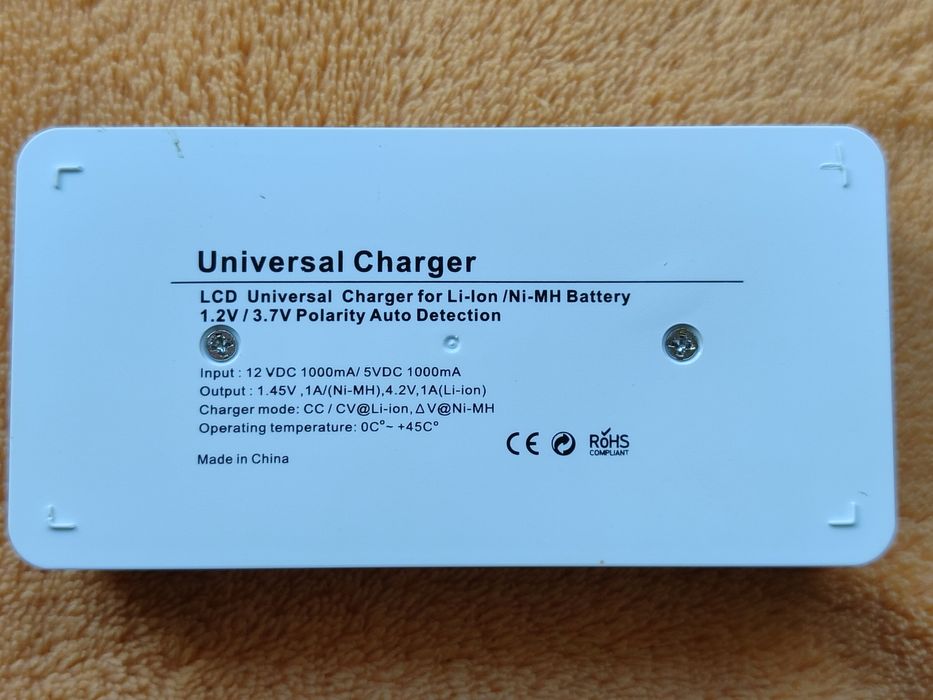 Universal Charger
LCD Universal Charger for Li-Ion /Ni-MH Battery
1.2V / 3.7V Polarity Auto Detection
Input : 12 VDC 1000mA/ 5VDC 1000mA
Output : 1.45V ,1A/(Ni-MH),4.2V,1A(Li-ion)
Charger mode: CC / CV@Li-ion,ΔV@Ni-MH
Operating temperature: 0C°~ +45C°
Made in China
CE
RoHS
COMPLIANT